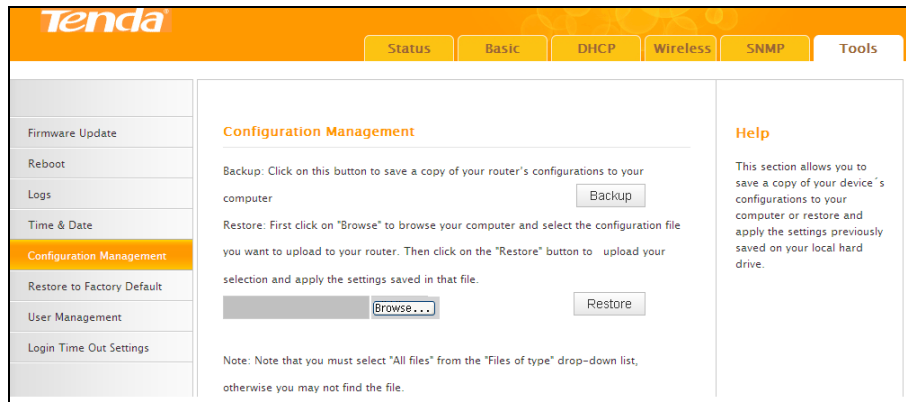 Tenda
Status Basic DHCP Wireless SNMP Tools
Firmware Update
Reboot
Logs
Time & Date
Configuration Management
Restore to Factory Default
User Management
Login Time Out Settings
Configuration Management
Backup: Click on this button to save a copy of your router's configurations to your
computer Backup
Restore: First click on "Browse" to browse your computer and select the configuration file
you want to upload to your router. Then click on the "Restore" button to upload your
selection and apply the settings saved in that file.
Browse... Restore
Note: Note that you must select "All files" from the "Files of type" drop-down list,
otherwise you may not find the file.
Help
This section allows you to
save a copy of your device´s
configurations to your
computer or restore and
apply the settings previously
saved on your local hard
drive.